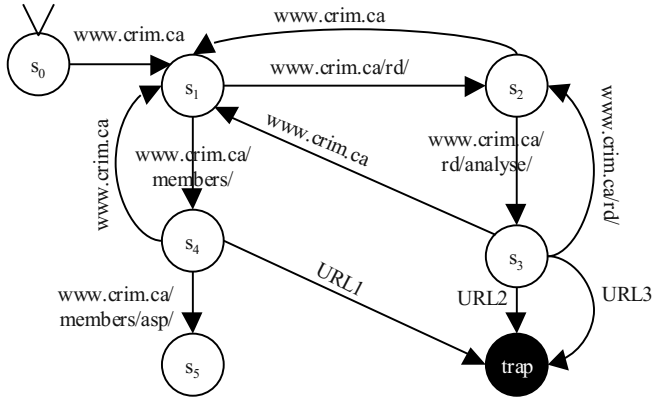 www.crim.ca
www.crim.ca
s0
s1
www.crim.ca/rd/
s2
www.crim.ca
www.crim.ca/
members/
www.crim.ca
www.crim.ca/
rd/analyse/
www.crim.ca/rd/
s4
s3
URL1
URL2
URL3
www.crim.ca/
members/asp/
s5
trap